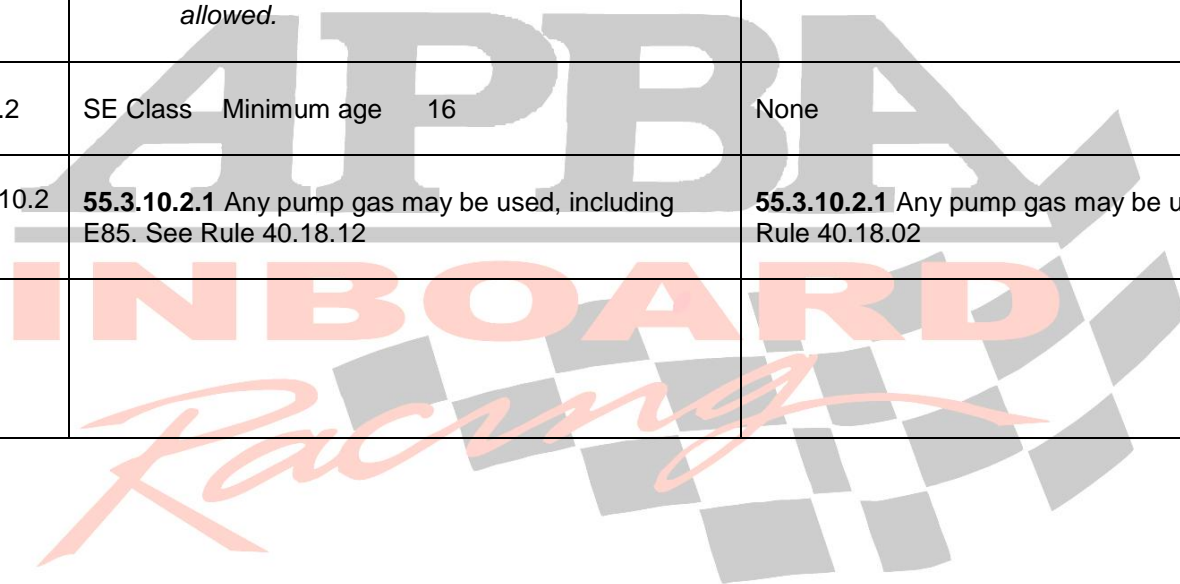 allowed.
.2 SE Class Minimum age 16 None
10.2 55.3.10.2.1 Any pump gas may be used, including 55.3.10.2.1 Any pump gas may be
E85. See Rule 40.18.12 Rule 40.18.02
APBA
INBOARD
Racing